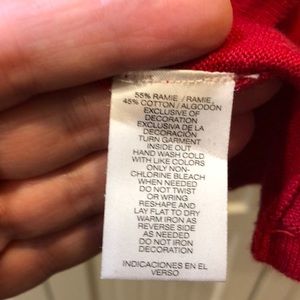 55% RAMIE / RAMIE
45% COTTON / ALGODÓN
EXCLUSIVE OF
DECORATION
EXCLUSIVA DE LA
DECORACIÓN
TURN GARMENT
INSIDE OUT
HAND WASH COLD
WITH LIKE COLORS
ONLY NON-
CHLORINE BLEACH
WHEN NEEDED
DO NOT TWIST
OR WRING
RESHAPE AND
LAY FLAT TO DRY
WARM IRON AS
REVERSE SIDE
AS NEEDED
DO NOT IRON
DECORATION
INDICACIONES EN EL
VERSO